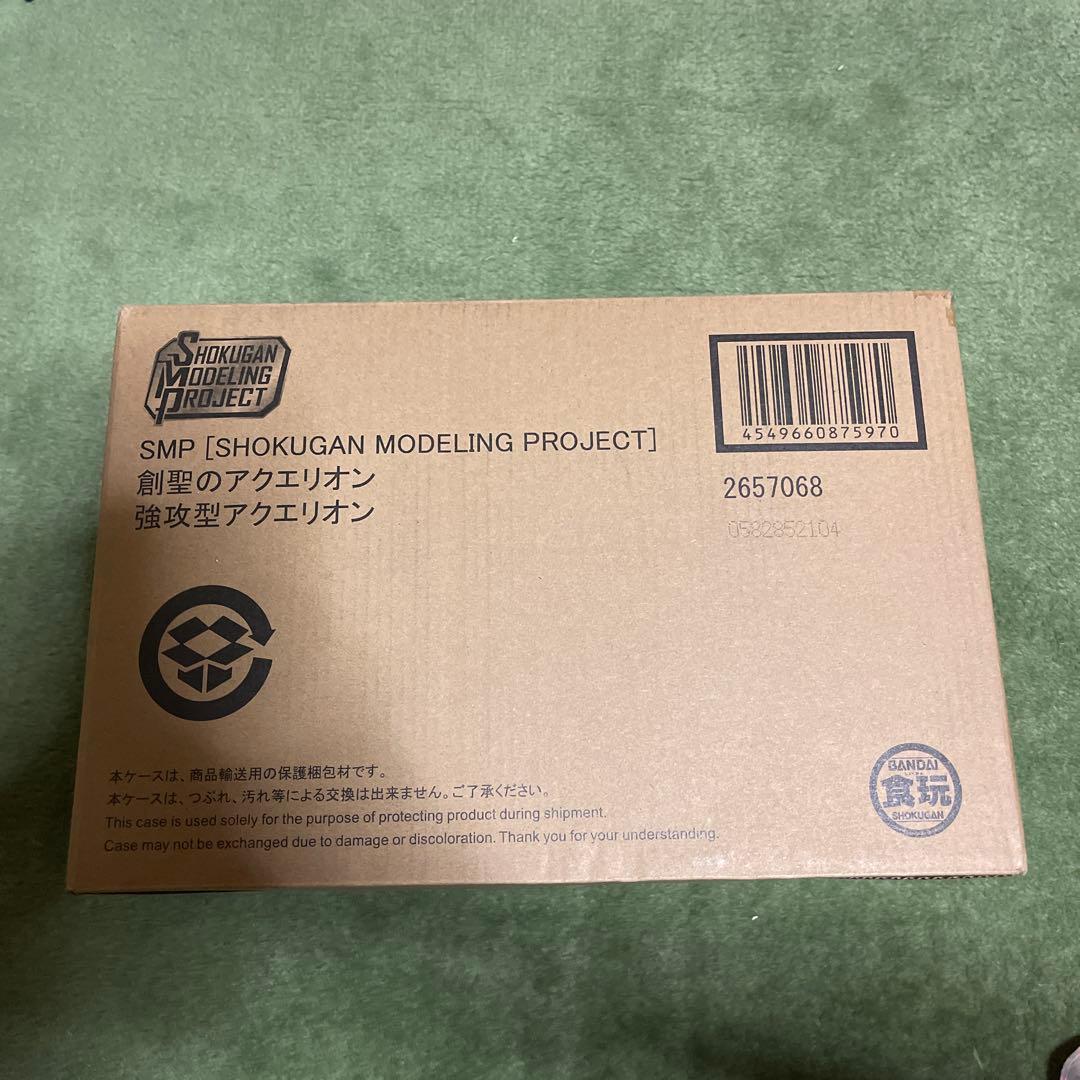 SHOKUGAN
MODELING
PROJECT
SMP [SHOKUGAN MODELING PROJECT]
創聖のアクエリオン
強攻型アクエリオン
4549660875970
2657068
0582852104
本ケースは、商品輸送用の保護梱包材です。
本ケースは、つぶれ、汚れ等による交換は出来ません。ご了承ください。
This case is used solely for the purpose of protecting product during shipment.
Case may not be exchanged due to damage or discoloration. Thank you for your understanding.
BANDAI
食玩
SHOKUGAN